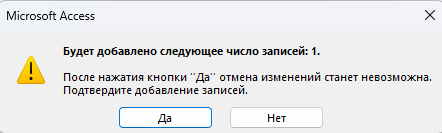 Microsoft Access
Будет добавлено следующее число записей: 1.
После нажатия кнопки "Да" отмена изменений станет невозможна.
Подтвердите добавление записей.
Да
Нет